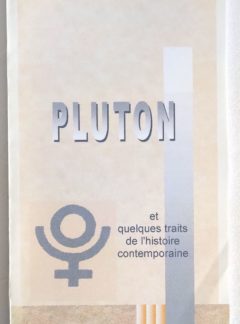 PLUTON
et
quelques traits
de l'histoire
contemporaine